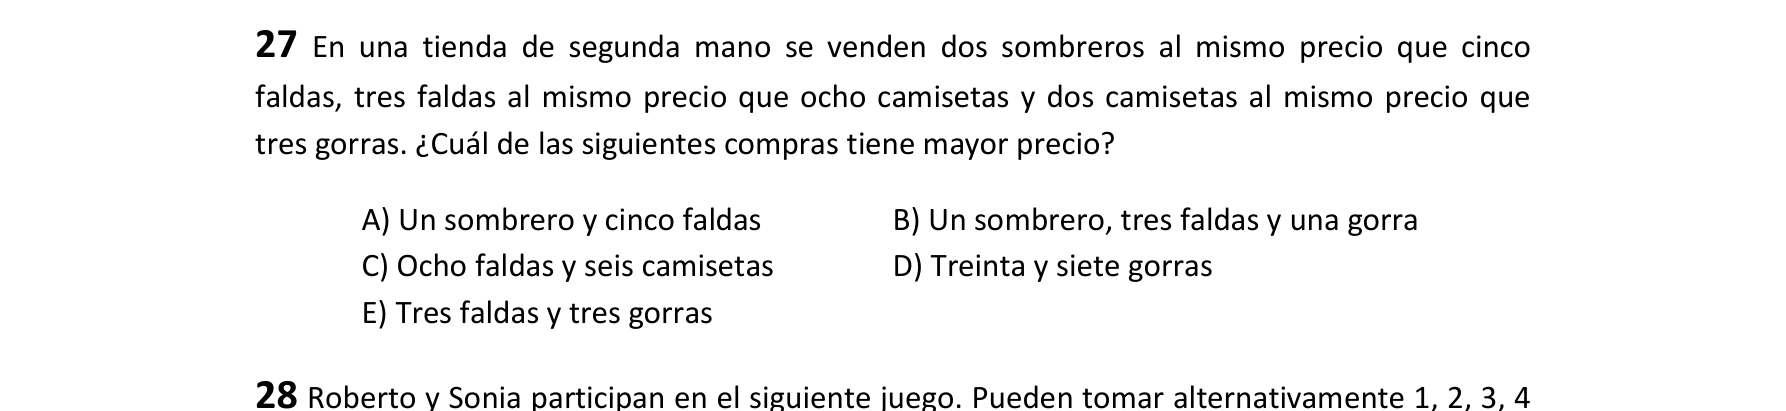 27 En una tienda de segunda mano se venden dos sombreros al mismo precio que cinco
faldas, tres faldas al mismo precio que ocho camisetas y dos camisetas al mismo precio que
tres gorras. ¿Cuál de las siguientes compras tiene mayor precio?
A) Un sombrero y cinco faldas B) Un sombrero, tres faldas y una gorra
C) Ocho faldas y seis camisetas D) Treinta y siete gorras
E) Tres faldas y tres gorras
28 Roberto y Sonia participan en el siguiente juego. Pueden tomar alternativamente 1, 2, 3, 4